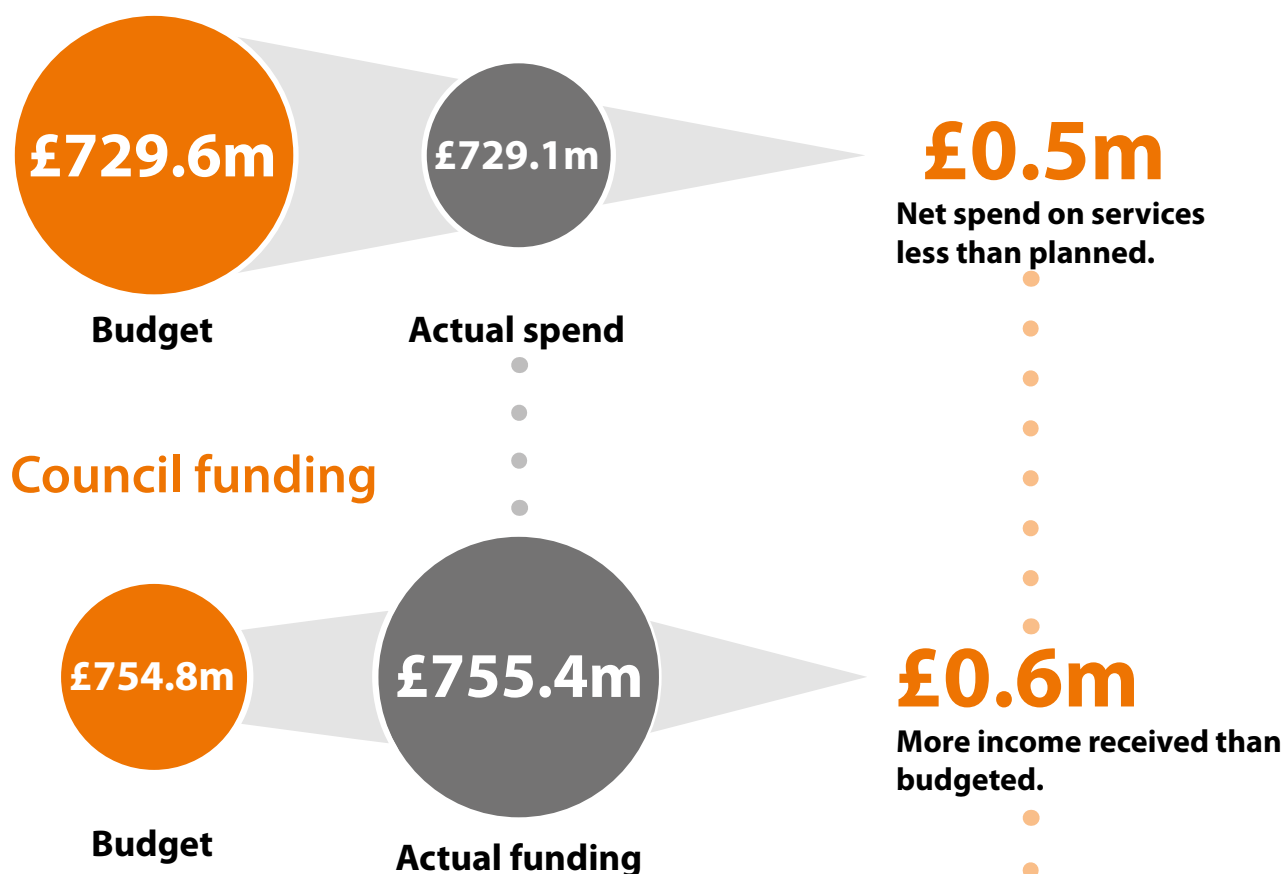 £729.6m
£729.1m
£0.5m
Net spend on services
less than planned.
Budget
Actual spend
Council funding
£754.8m
£755.4m
£0.6m
More income received than
budgeted.
Budget
Actual funding